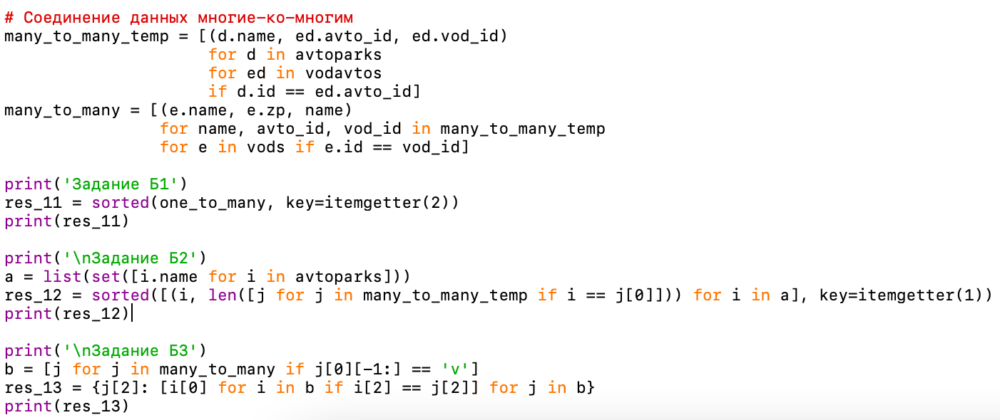 # Соединение данных многие-ко-многим
many_to_many_temp = [(d.name, ed.avto_id, ed.vod_id)
                     for d in avtoparks
                     for ed in vodavtos
                     if d.id == ed.avto_id]
many_to_many = [(e.name, e.zp, name)
                for name, avto_id, vod_id in many_to_many_temp
                for e in vods if e.id == vod_id]

print('Задание Б1')
res_11 = sorted(one_to_many, key=itemgetter(2))
print(res_11)

print('\nЗадание Б2')
a = list(set([i.name for i in avtoparks]))
res_12 = sorted([(i, len([j for j in many_to_many_temp if i == j[0]])) for i in a], key=itemgetter(1))
print(res_12)

print('\nЗадание Б3')
b = [j for j in many_to_many if j[0][-1:] == 'v']
res_13 = {j[2]: [i[0] for i in b if i[2] == j[2]] for j in b}
print(res_13)